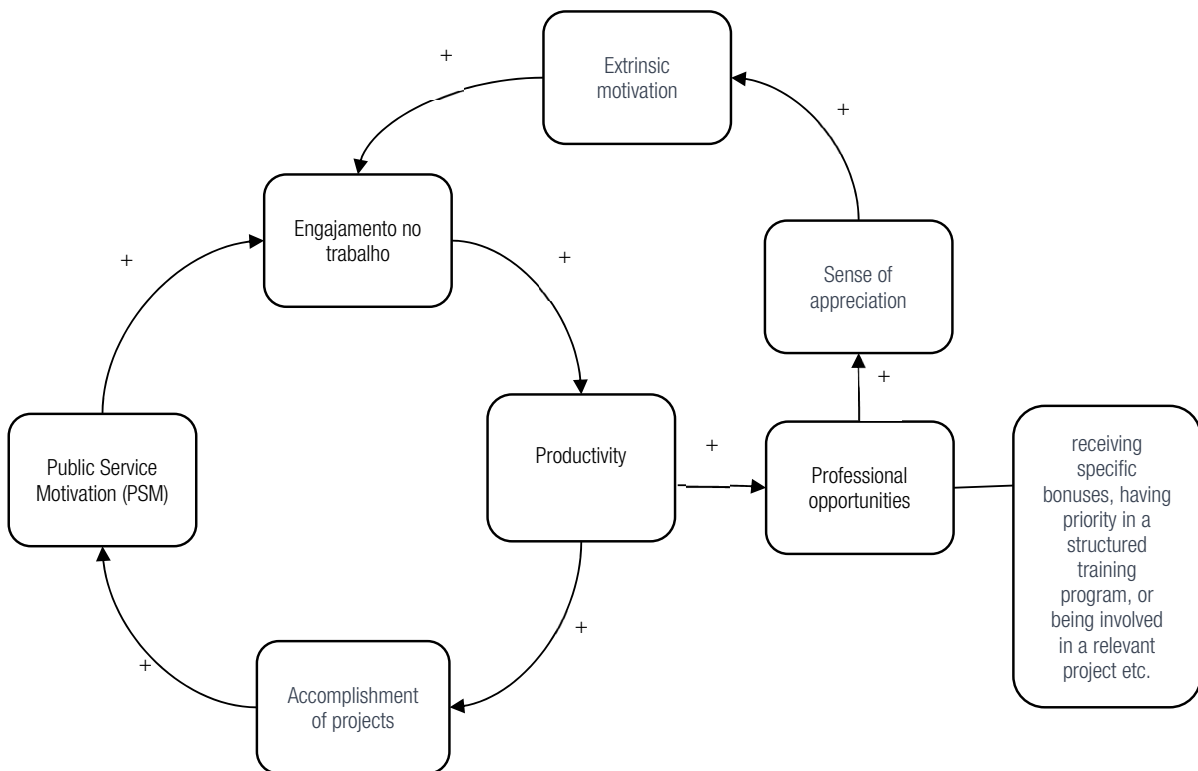 +
Extrinsic
motivation
+
Engajamento no
trabalho
+
+
Sense of
appreciation
+
Public Service
Motivation (PSM)
Productivity
+
Professional
opportunities
receiving
specific
bonuses, having
priority in a
structured
training
program, or
being involved
in a relevant
project etc.
+
+
Accomplishment
of projects